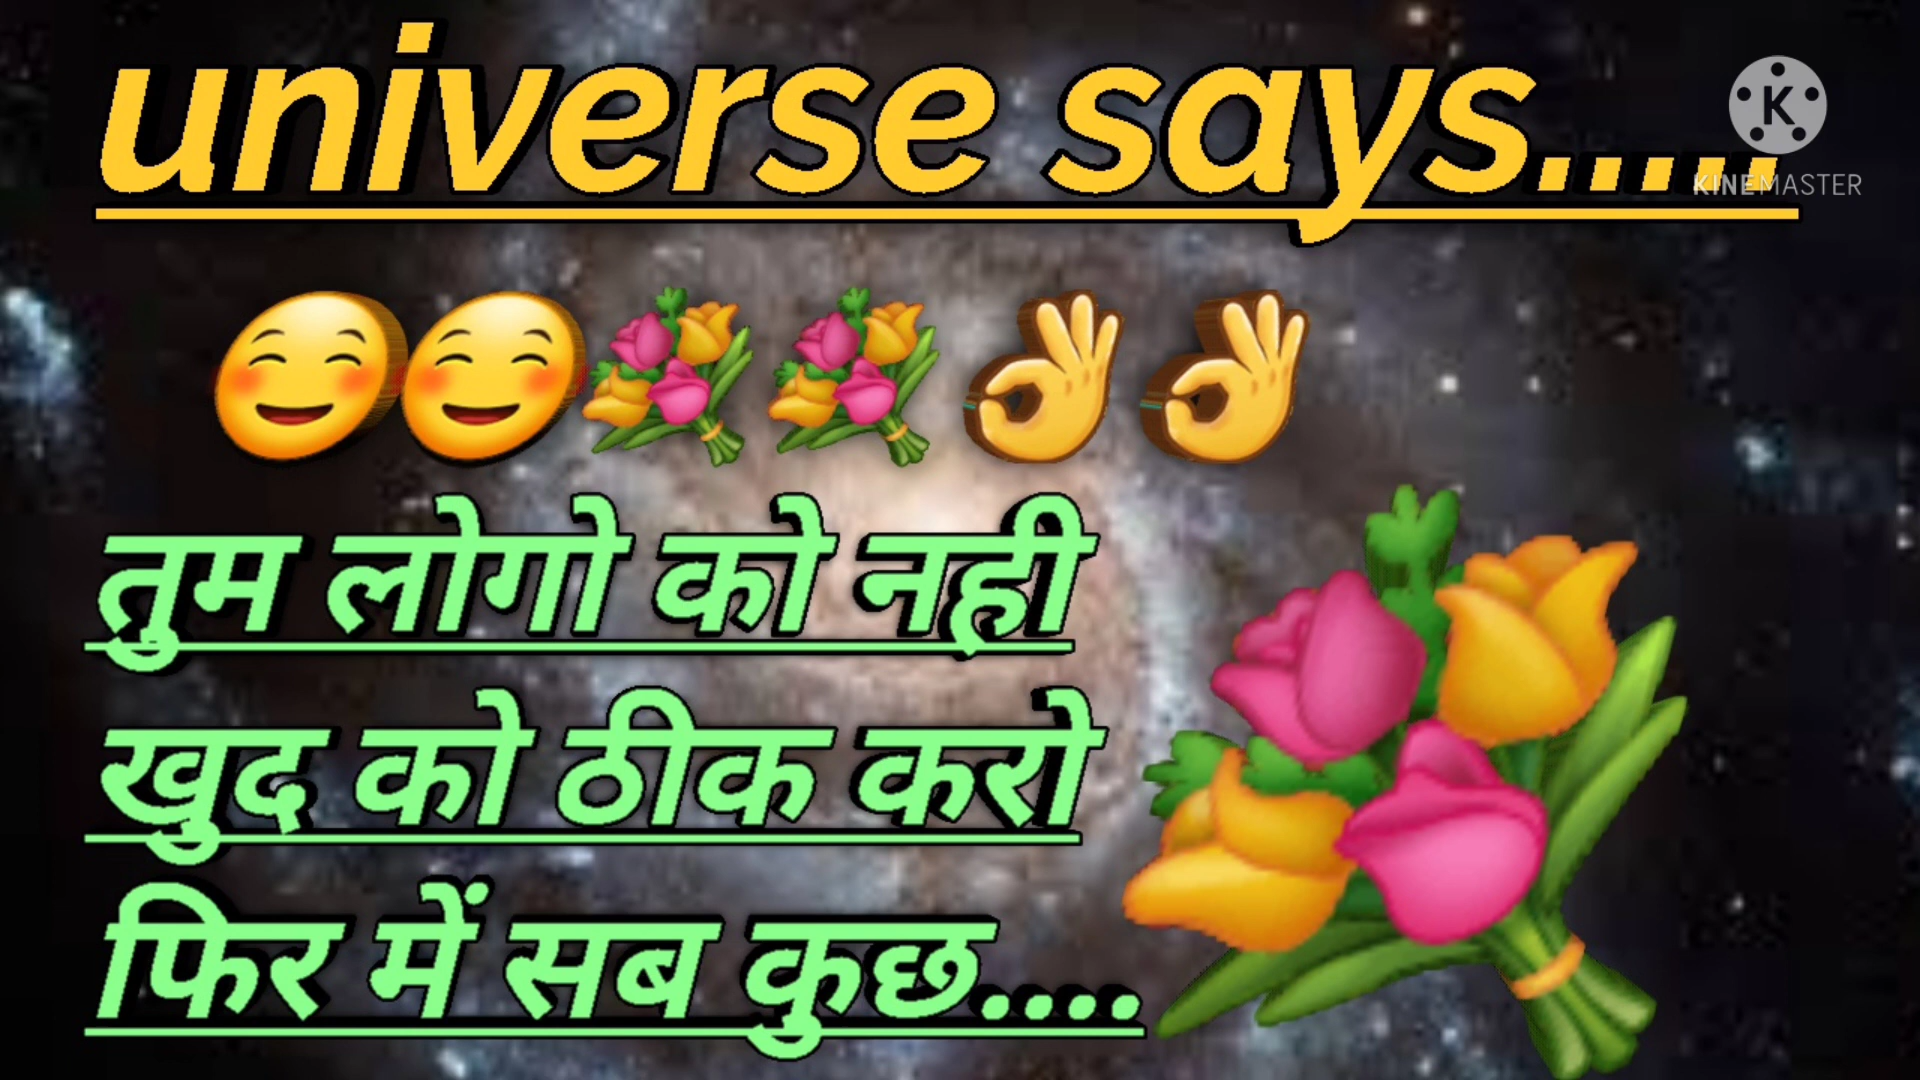 universe says.....
KINEMASTER
😊😊💐💐👌👌
तुम लोगो को नही
खुद को ठीक करो
फिर में सब कुछ....